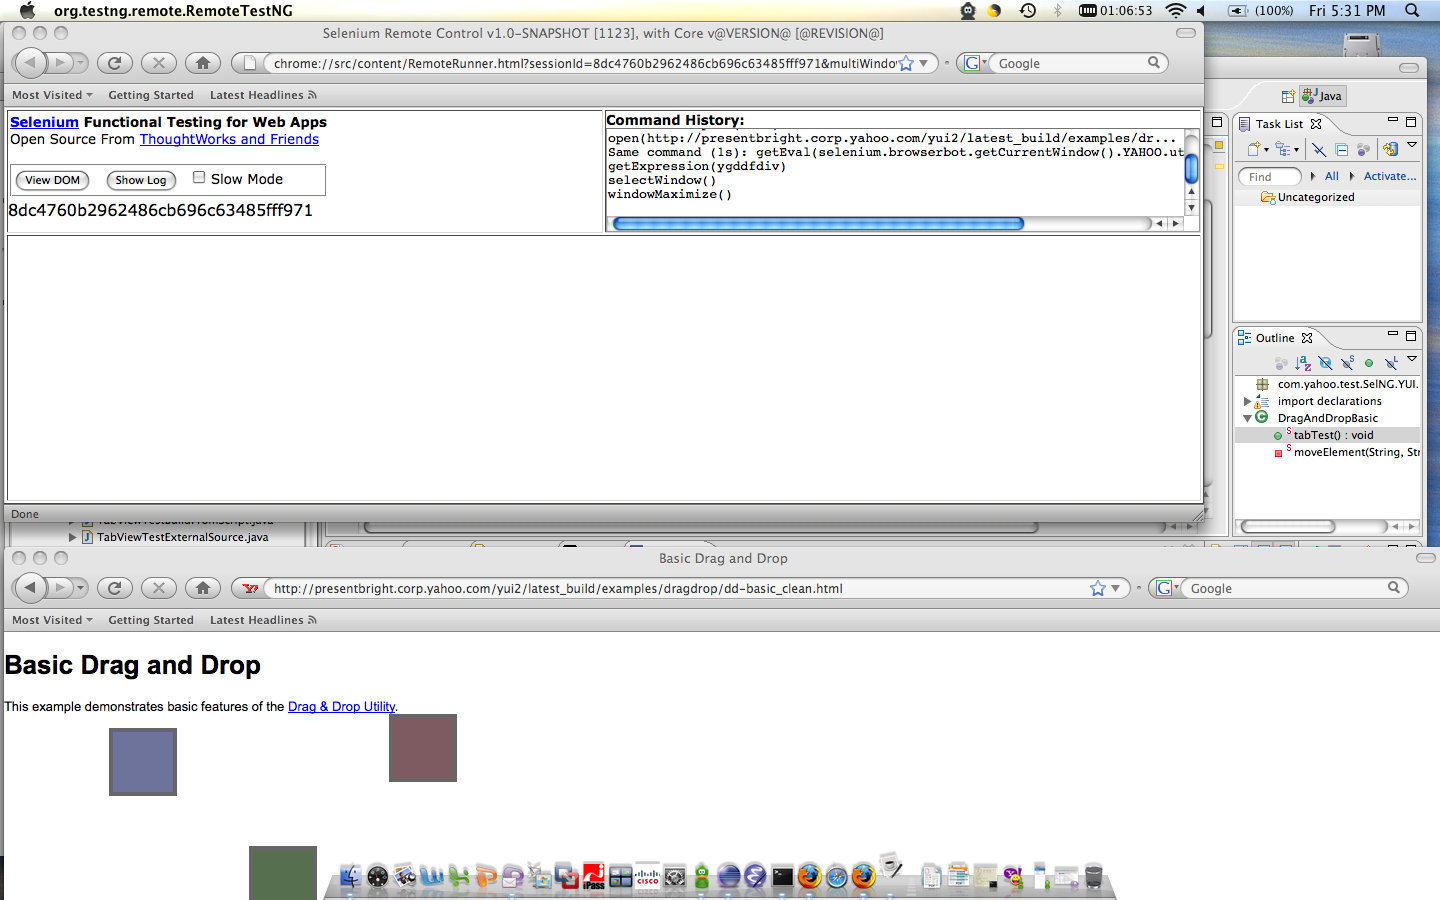 org.testng.remote.RemoteTestNG
01:06:53
(100%)
Fri 5:31 PM
Selenium Remote Control v1.0-SNAPSHOT [1123], with Core v@VERSION@ [@REVISION@]
chrome://src/content/RemoteRunner.html?sessionId=8dc4760b2962486cb696c63485fff971&multiWindow
Google
Most Visited
Getting Started
Latest Headlines
Selenium Functional Testing for Web Apps
Open Source From ThoughtWorks and Friends
View DOM
Show Log
Slow Mode
8dc4760b2962486cb696c63485fff971
Command History:
open(http://presentbright.corp.yahoo.com/yui2/latest_build/examples/dr...
Same command (1s): getEval(selenium.browserbot.getCurrentWindow().YAHOO.ut
getExpression(ygddfdiv)
selectWindow()
windowMaximize()
Done
Java
Task List
Find
All
Activate...
Uncategorized
Outline
com.yahoo.test.SelNG.YUI.
import declarations
DragAndDropBasic
tabTest() : void
moveElement(String, Str
TabViewTestBuildFromScript.java
TabViewTestExternalSource.java
Basic Drag and Drop
http://presentbright.corp.yahoo.com/yui2/latest_build/examples/dragdrop/dd-basic_clean.html
Google
Most Visited
Getting Started
Latest Headlines
Basic Drag and Drop
This example demonstrates basic features of the Drag & Drop Utility.
iPass
CISCO